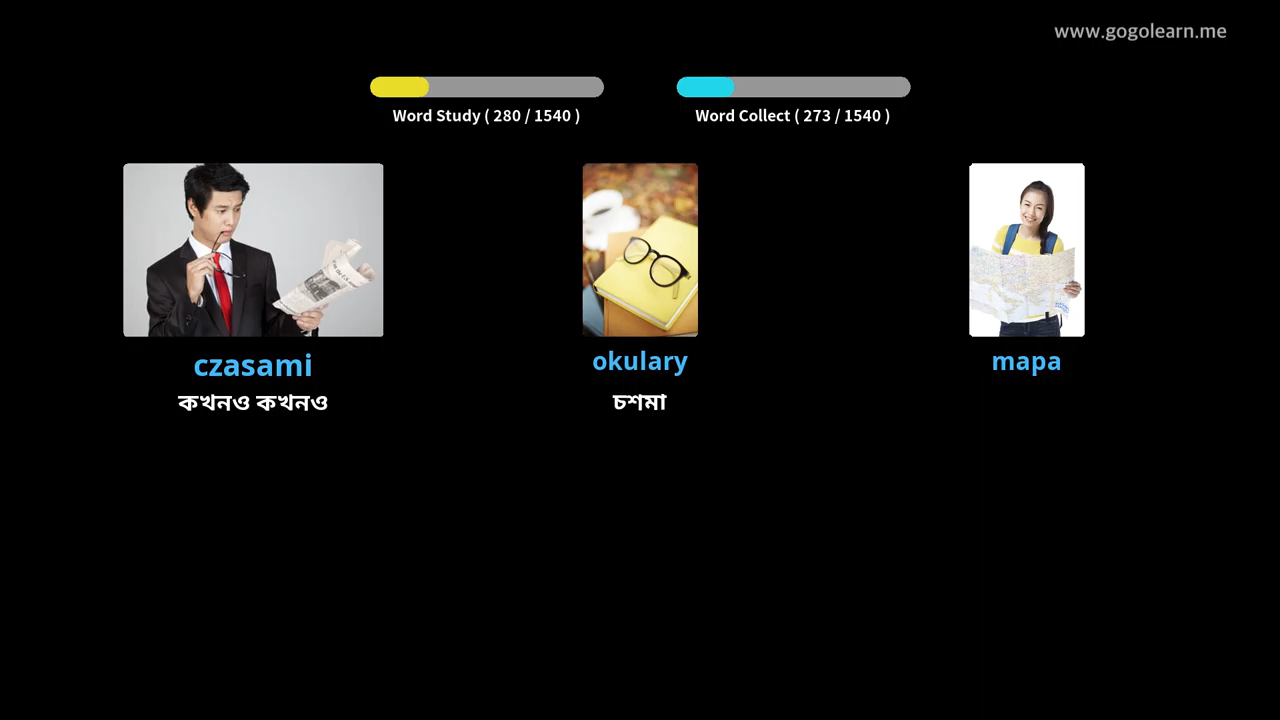 www.gogolearn.me
Word Study ( 280 / 1540 )
Word Collect ( 273 / 1540 )
czasami
okulary
mapa
কখনও কখনও
চশমা